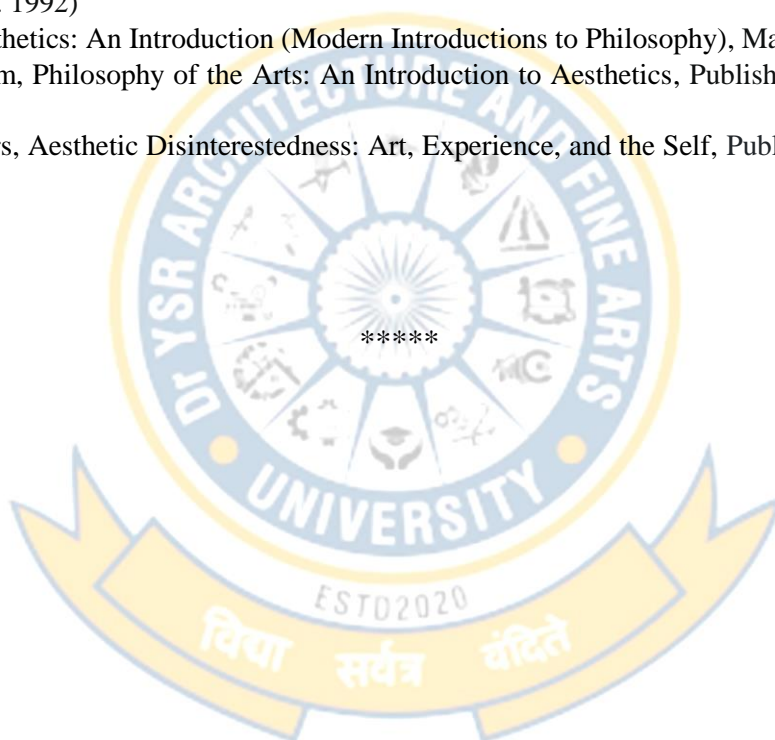 . 1992)
thetics: An Introduction (Modern Introductions to Philosophy), Ma
m, Philosophy of the Arts: An Introduction to Aesthetics, Publish
rs, Aesthetic Disinterestedness: Art, Experience, and the Self, Publ
Dr YSR ARCHITECTURE AND FINE ARTS
*****
UNIVERSITY
ESTD2020
विद्या सर्वत्र वंदिते